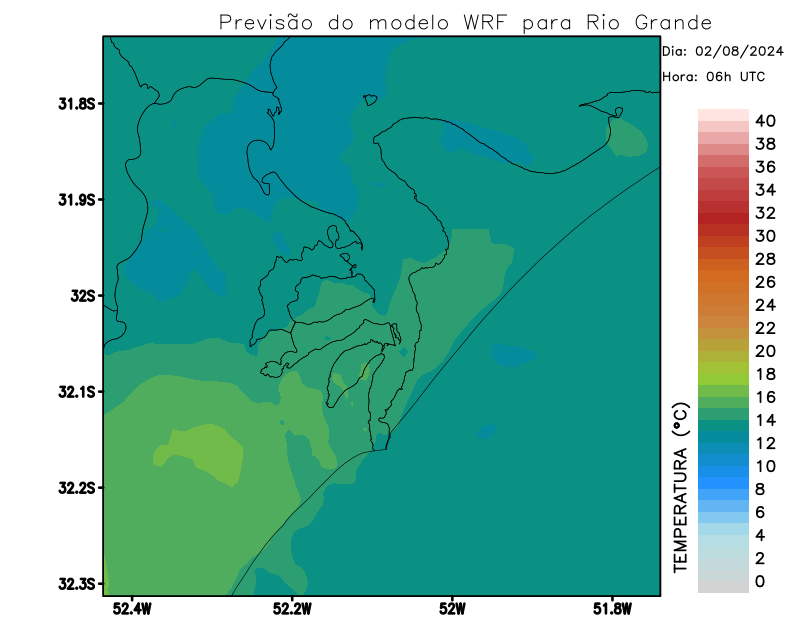 Previsão do modelo WRF para Rio Grande
Dia: 02/08/2024
Hora: 06h UTC
31.8S
31.9S
32S
32.1S
32.2S
32.3S
52.4W
52.2W
52W
51.8W
40
38
36
34
32
30
28
26
24
22
20
18
16
14
12
10
8
6
4
2
0
TEMPERATURA (ºC)